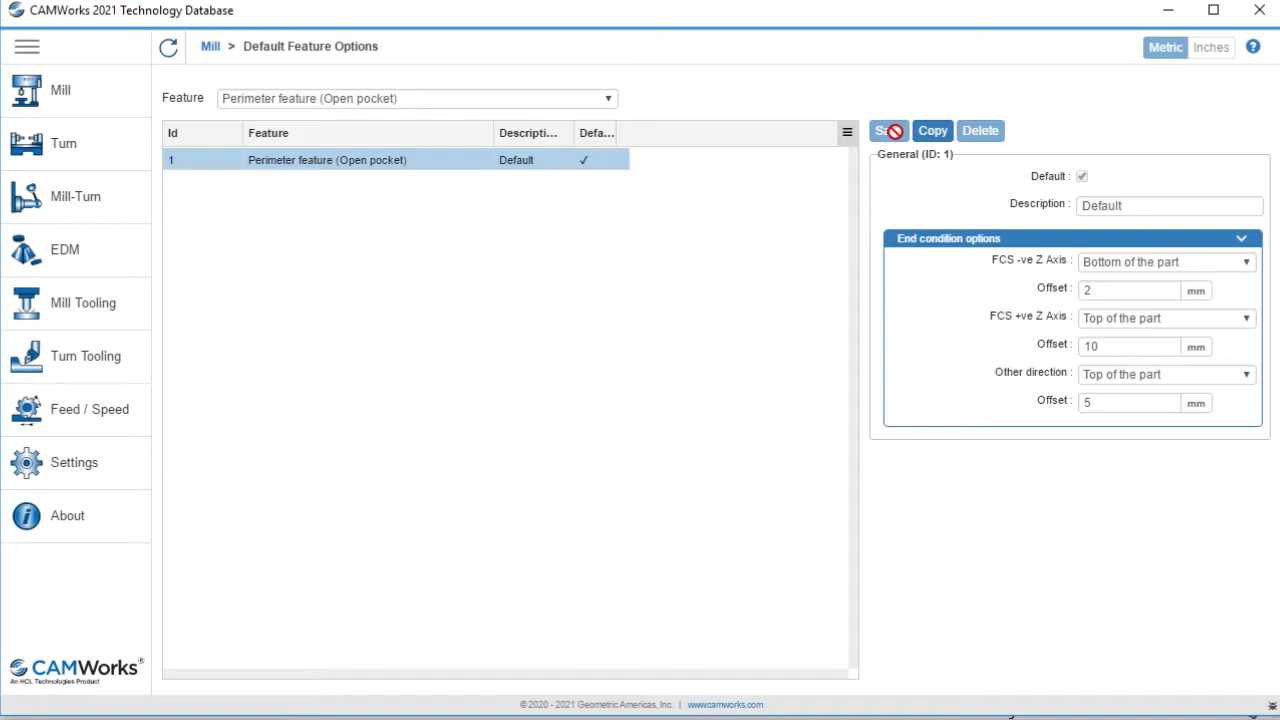 CAMWorks 2021 Technology Database
Mill > Default Feature Options
Metric Inches
Mill
Turn
Mill-Turn
EDM
Mill Tooling
Turn Tooling
Feed / Speed
Settings
About
CAMWorks®
An HCL Technologies Product
Feature Perimeter feature (Open pocket)
Id Feature Descripti... Defa...
1 Perimeter feature (Open pocket) Default ✓
Copy Delete
General (ID: 1)
Default :
Description : Default
End condition options
FCS -ve Z Axis : Bottom of the part
Offset : 2 mm
FCS +ve Z Axis : Top of the part
Offset : 10 mm
Other direction : Top of the part
Offset : 5 mm
© 2020 - 2021 Geometric Americas, Inc. | www.camworks.com